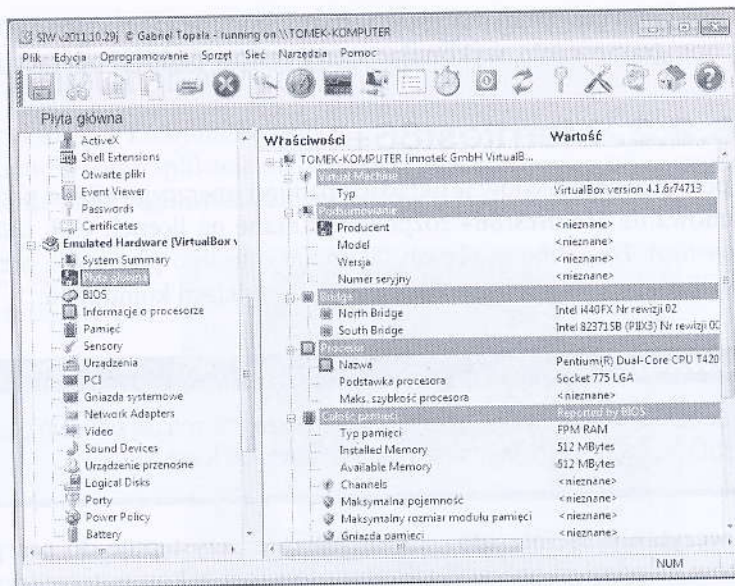 SIW v2011.10.29j © Gabriel Topala - running on \\TOMEK-KOMPUTER
Plik Edycja Oprogramowanie Sprzęt Sieć Narzędzia Pomoc
Płyta główna
ActiveX
Shell Extensions
Otwarte pliki
Event Viewer
Passwords
Certificates
Emulated Hardware [VirtualBox v
System Summary
Płyta główna
BIOS
Informacje o procesorze
Pamięć
Sensory
Urządzenia
PCI
Gniazda systemowe
Network Adapters
Video
Sound Devices
Urządzenie przenośne
Logical Disks
Porty
Power Policy
Battery
Właściwości Wartość
TOMEK-KOMPUTER [innotek GmbH VirtualB...
Virtual Machine
Typ VirtualBox version 4.1.6r74713
Podsumowanie
Producent <nieznane>
Model <nieznane>
Wersja <nieznane>
Numer seryjny <nieznane>
Bridge
North Bridge Intel i440FX Nr rewizji 02
South Bridge Intel 82371SB (PIIX3) Nr rewizji 0C
Procesor
Nazwa Pentium(R) Dual-Core CPU T420
Podstawka procesora Socket 775 LGA
Maks. szybkość procesora <nieznane>
Całość pamięci Reported by BIOS
Typ pamięci FPM RAM
Installed Memory 512 MBytes
Available Memory 512 MBytes
Channels <nieznane>
Maksymalna pojemność <nieznane>
Maksymalny rozmiar modułu pamięci <nieznane>
Gniazda pamięci <nieznane>
NUM